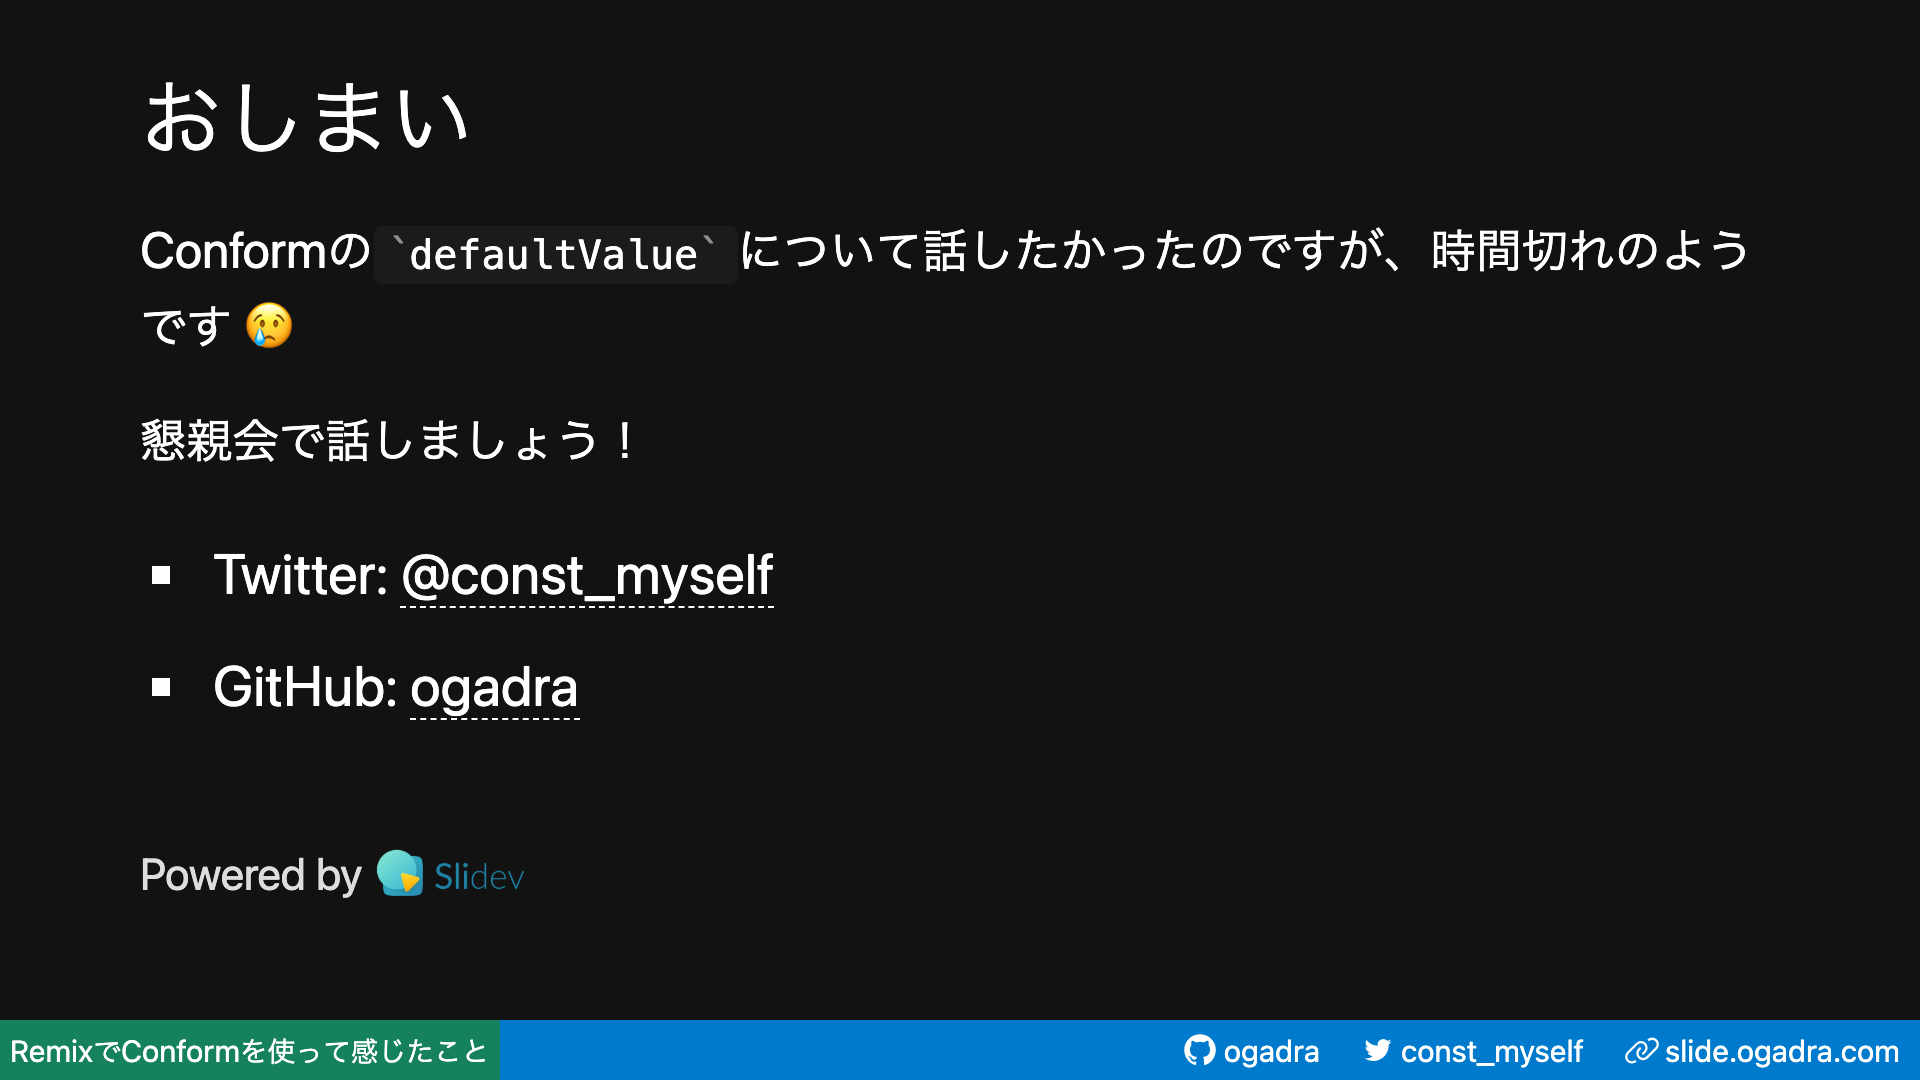 おしまい
Conformの`defaultValue`について話したかったのですが、時間切れのよう
です 😢
懇親会で話しましょう！
Twitter: @const_myself
GitHub: ogadra
Powered by Slidev
RemixでConformを使って感じたこと
ogadra const_myself slide.ogadra.com